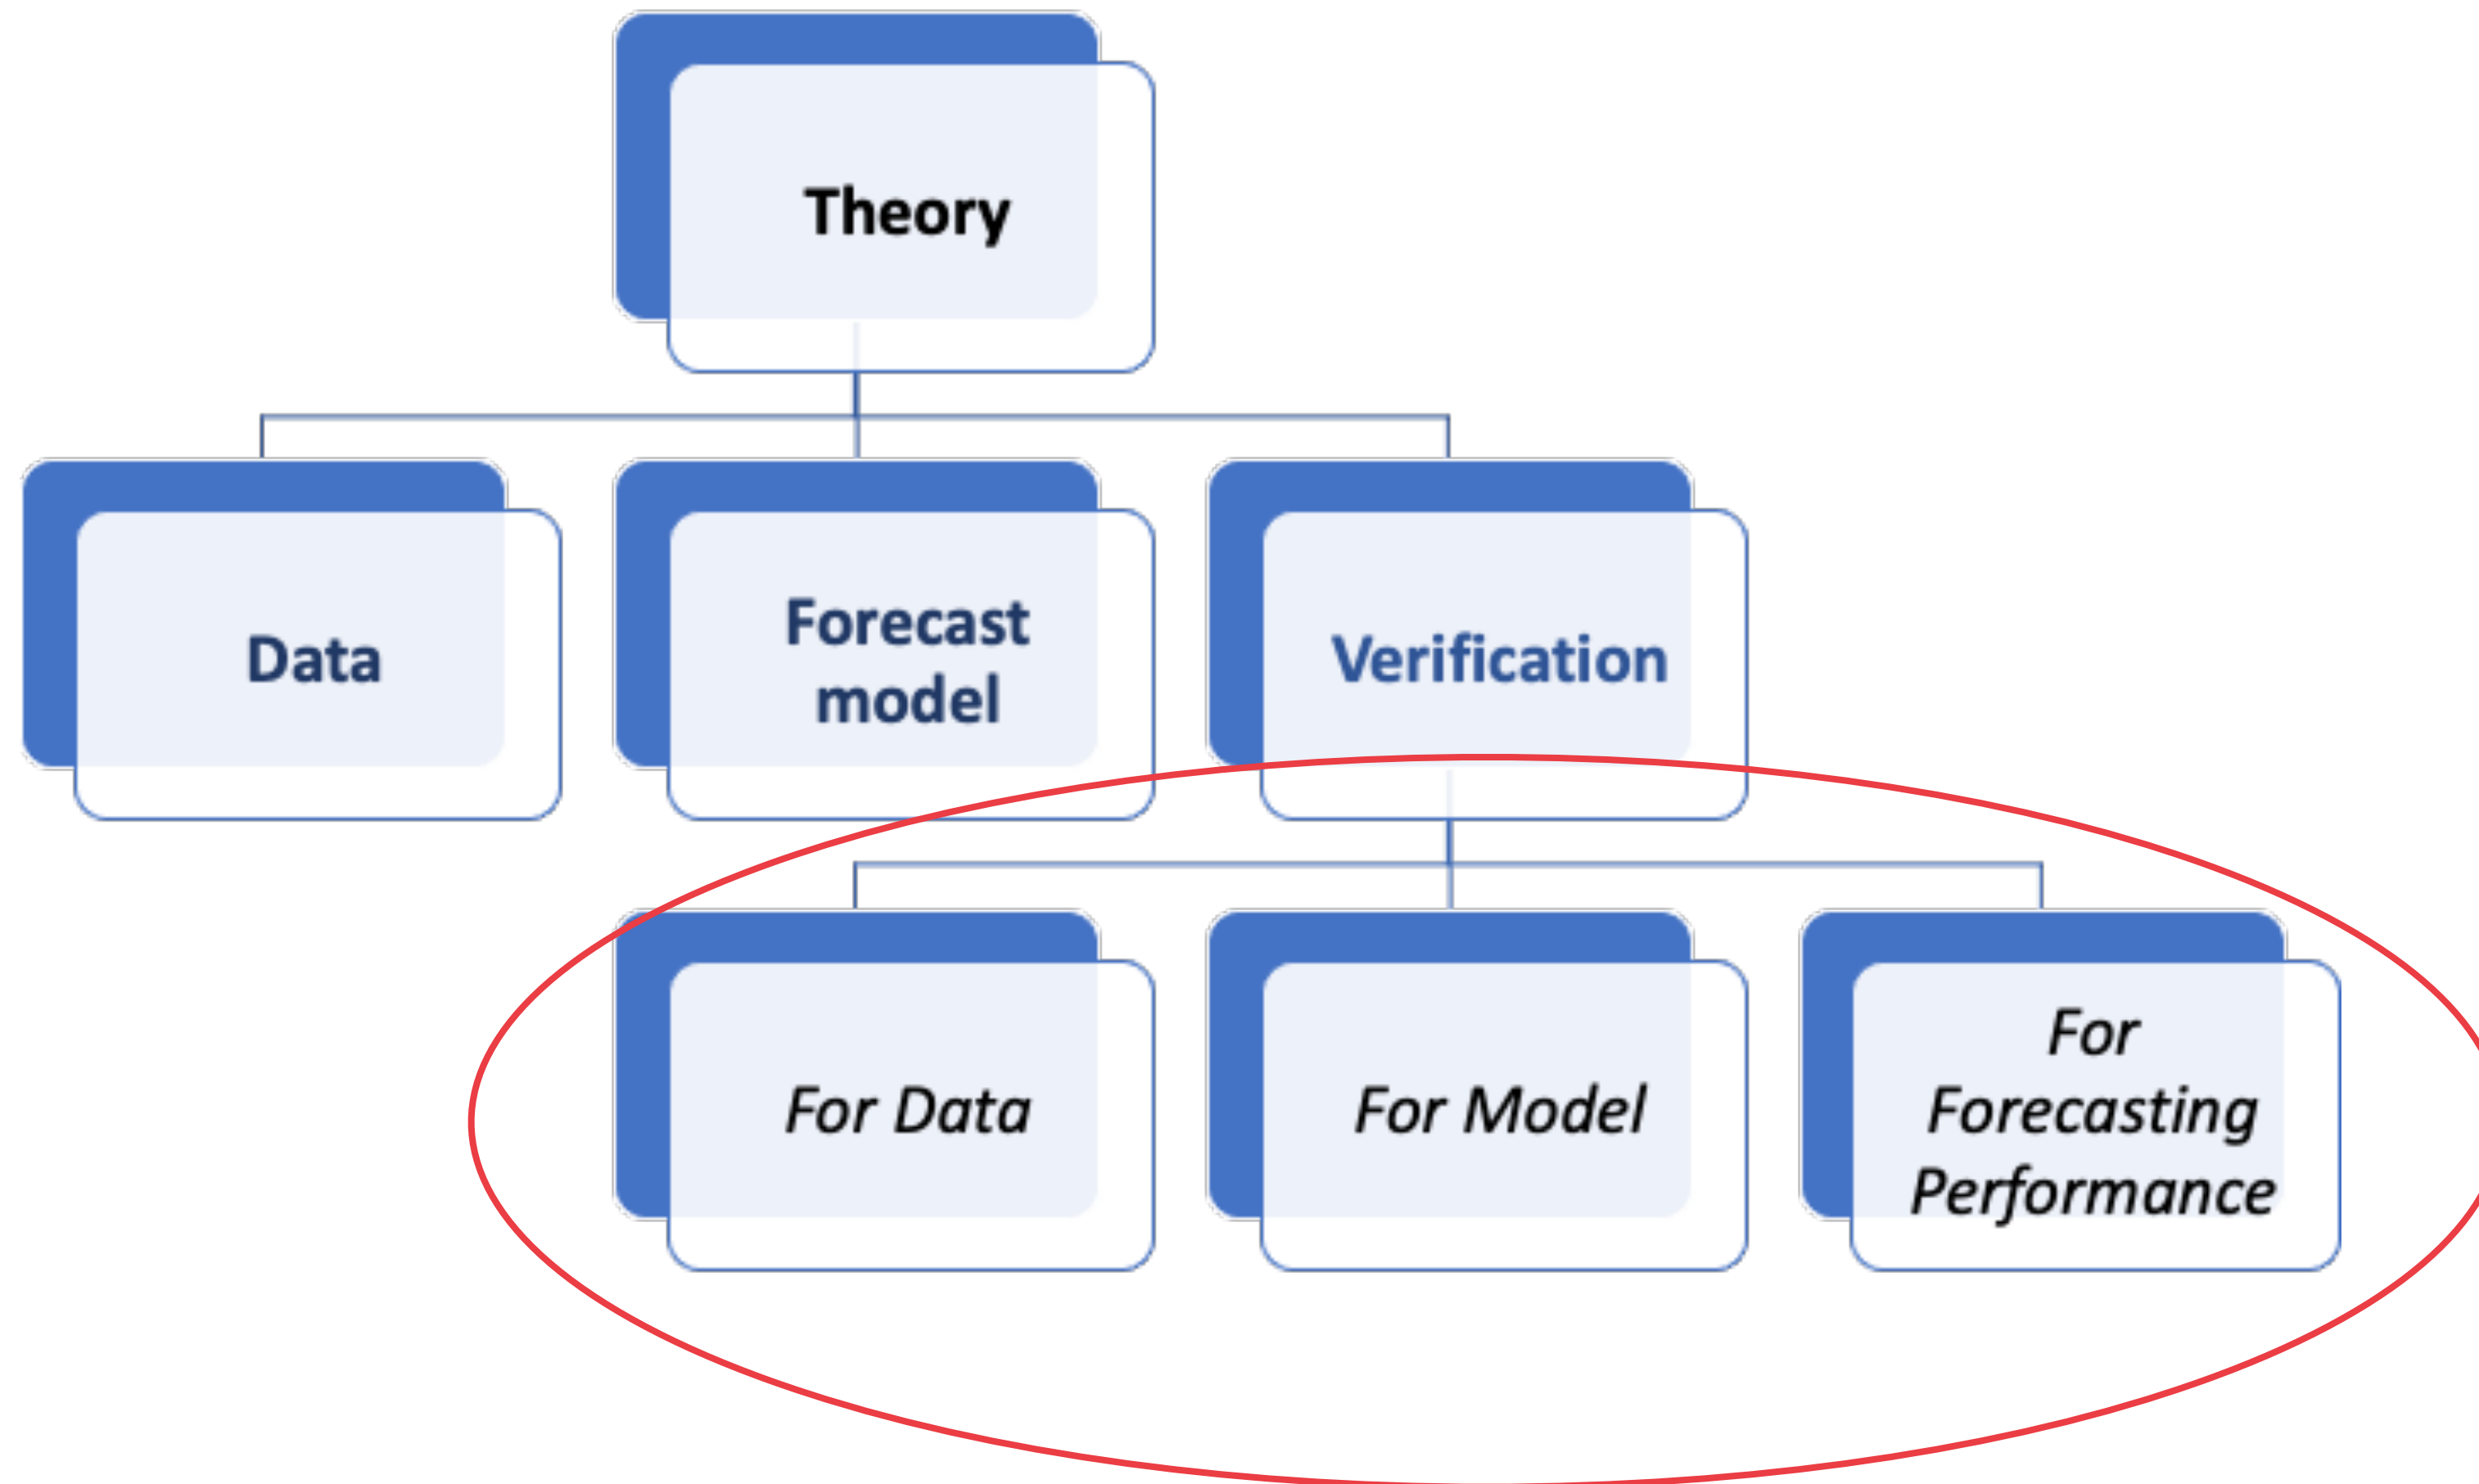 Theory
Data
Forecast
model
Verification
For Data
For Model
For
Forecasting
Performance